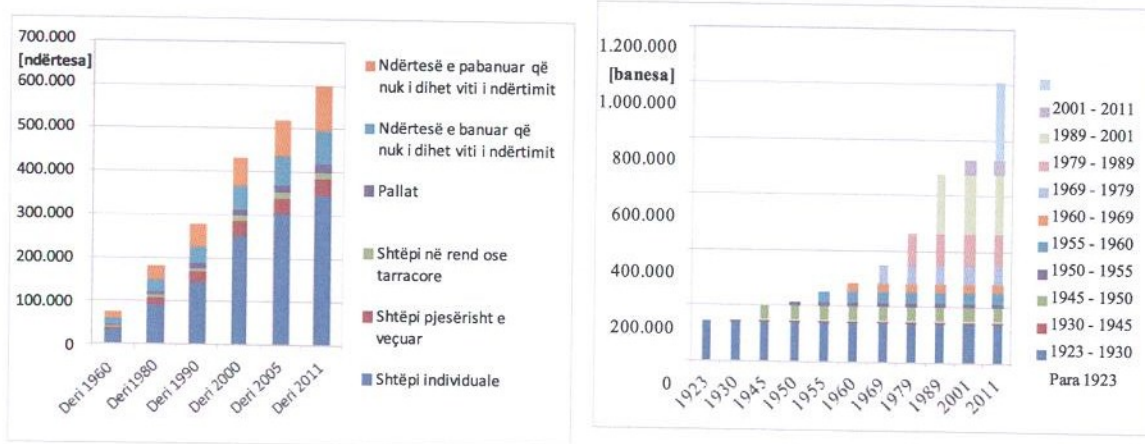 700.000
[ndërtesa]
600.000
500.000
400.000
300.000
200.000
100.000
0
Deri 1960
Deri 1980
Deri 1990
Deri 2000
Deri 2005
Deri 2011
Ndërtesë e pabanuar që
nuk i dihet viti i ndërtimit
Ndërtesë e banuar që
nuk i dihet viti i ndërtimit
Pallat
Shtëpi në rend ose
tarracore
Shtëpi pjesërisht e
veçuar
Shtëpi individuale
1.200.000
[banesa]
1.000.000
800.000
600.000
400.000
200.000
0
1923
1930
1945
1950
1955
1960
1969
1979
1989
2001
2011
2001 - 2011
1989 - 2001
1979 - 1989
1969 - 1979
1960 - 1969
1955 - 1960
1950 - 1955
1945 - 1950
1930 - 1945
1923 - 1930
Para 1923